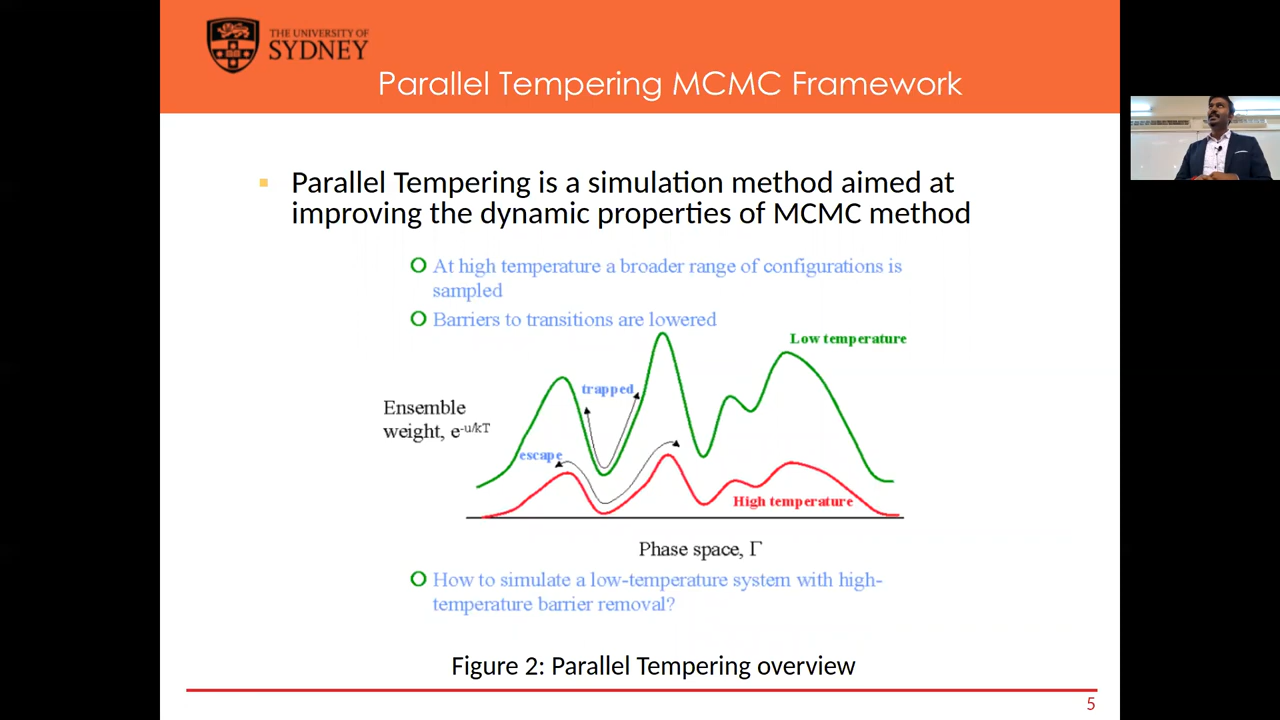 THE UNIVERSITY OF
SYDNEY
Parallel Tempering MCMC Framework
Parallel Tempering is a simulation method aimed at
improving the dynamic properties of MCMC method
At high temperature a broader range of configurations is
sampled
Barriers to transitions are lowered
Low temperature
trapped
Ensemble
weight, e-u/kT
escape
High temperature
Phase space, Γ
How to simulate a low-temperature system with high-
temperature barrier removal?
Figure 2: Parallel Tempering overview
5